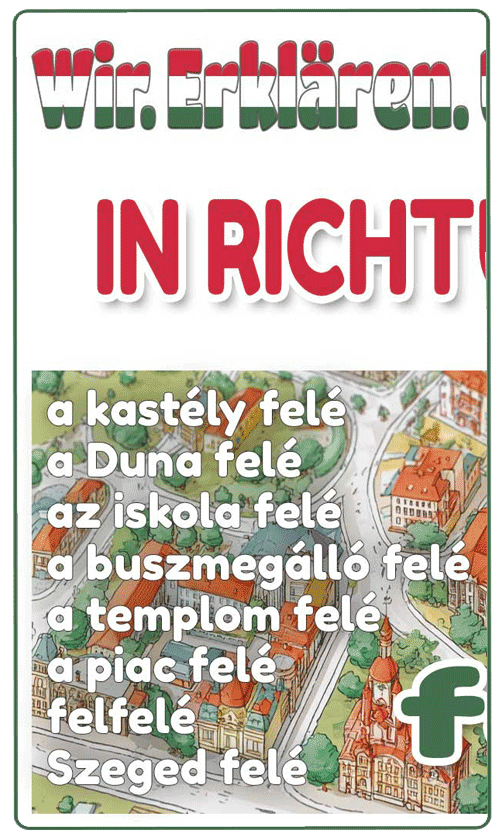 Wir. Erklären.
IN RICHT
a kastély felé
a Duna felé
az iskola felé
a buszmegálló felé
a templom felé
a piac felé
felfelé
Szeged felé
f